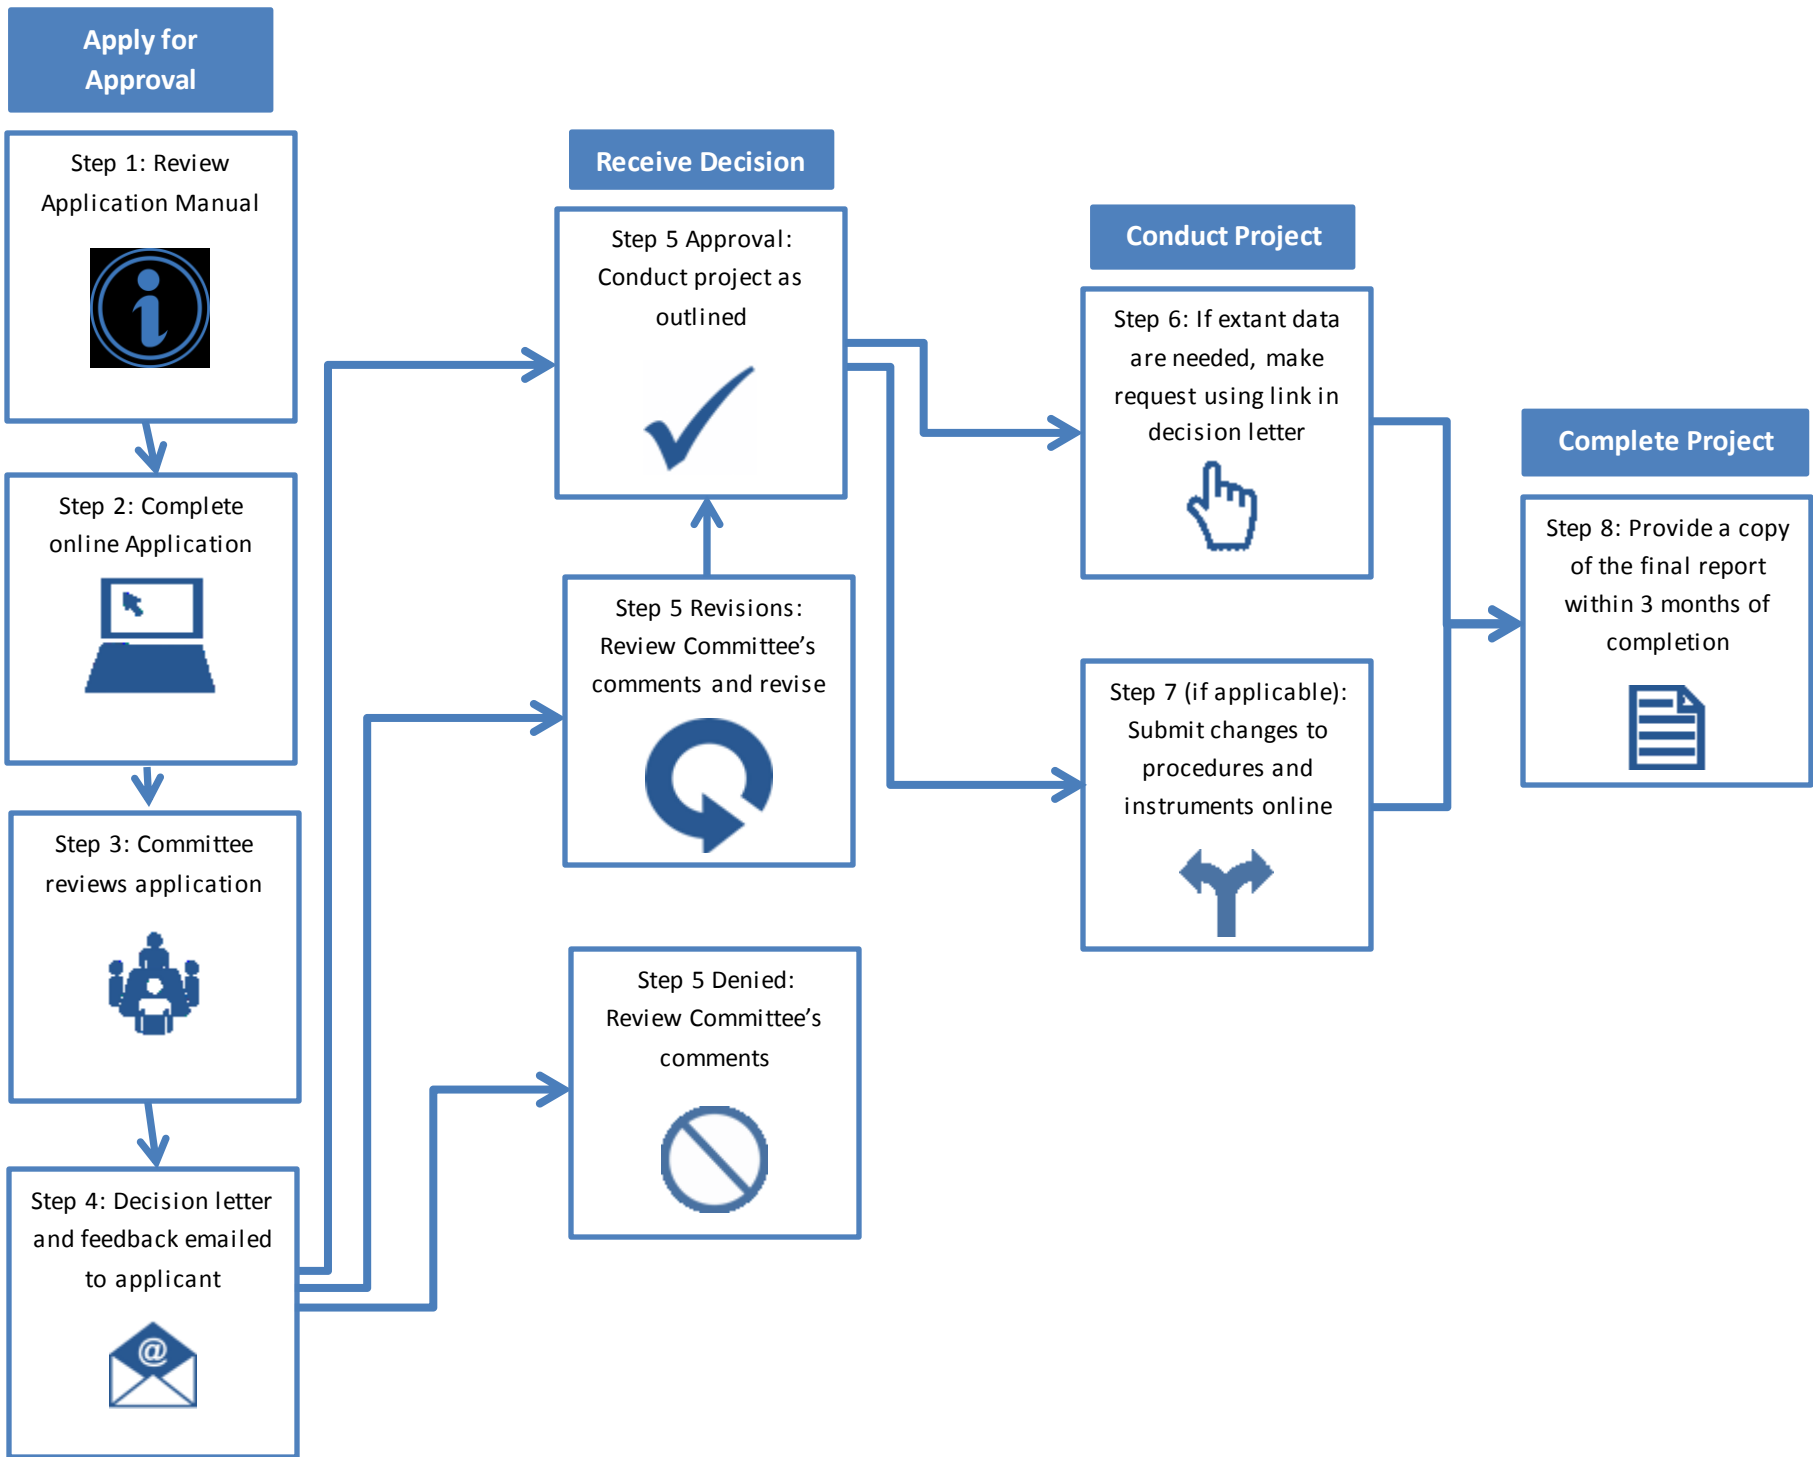 Apply for
Approval
Step 1: Review
Application Manual
Step 2: Complete
online Application
Step 3: Committee
reviews application
Step 4: Decision letter
and feedback emailed
to applicant
@
Receive Decision
Step 5 Approval:
Conduct project as
outlined
Step 5 Revisions:
Review Committee’s
comments and revise
Step 5 Denied:
Review Committee’s
comments
Conduct Project
Step 6: If extant data
are needed, make
request using link in
decision letter
Step 7 (if applicable):
Submit changes to
procedures and
instruments online
Complete Project
Step 8: Provide a copy
of the final report
within 3 months of
completion